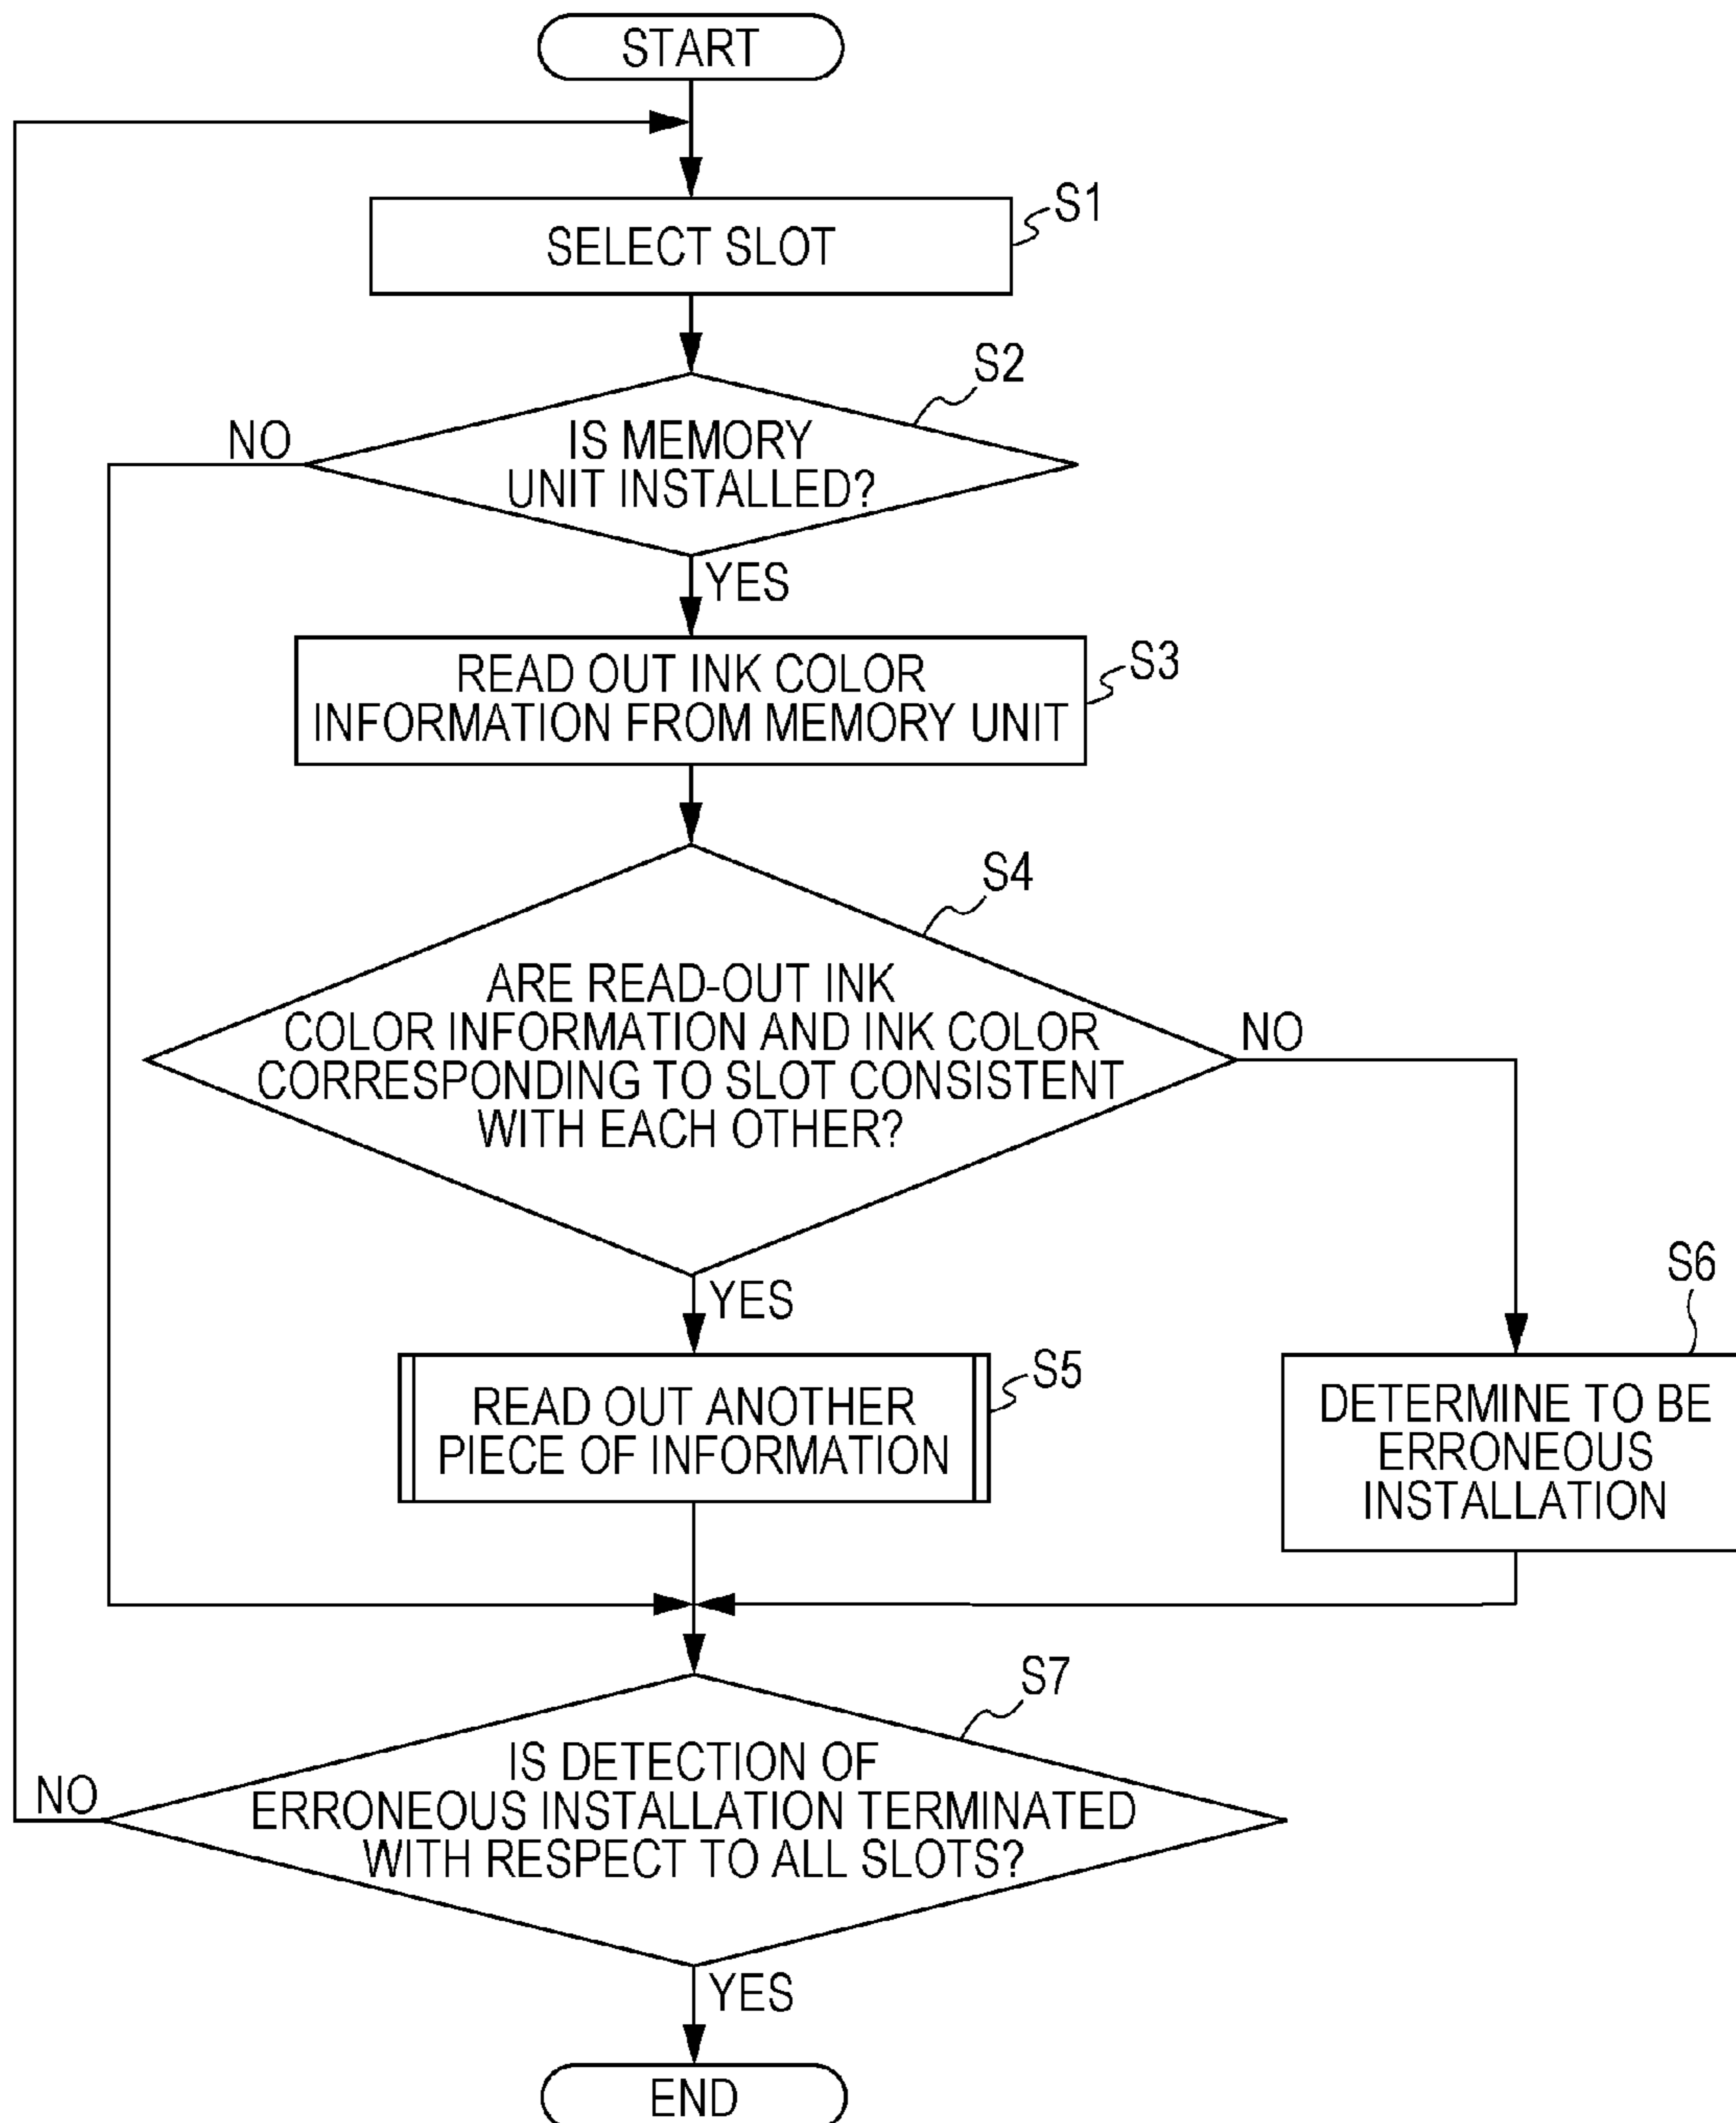 START
SELECT SLOT
S1
S2
NO
IS MEMORY
UNIT INSTALLED?
YES
READ OUT INK COLOR
INFORMATION FROM MEMORY UNIT
S3
S4
ARE READ-OUT INK
COLOR INFORMATION AND INK COLOR
CORRESPONDING TO SLOT CONSISTENT
WITH EACH OTHER?
NO
YES
S6
READ OUT ANOTHER
PIECE OF INFORMATION
S5
DETERMINE TO BE
ERRONEOUS
INSTALLATION
S7
IS DETECTION OF
ERRONEOUS INSTALLATION TERMINATED
WITH RESPECT TO ALL SLOTS?
NO
YES
END